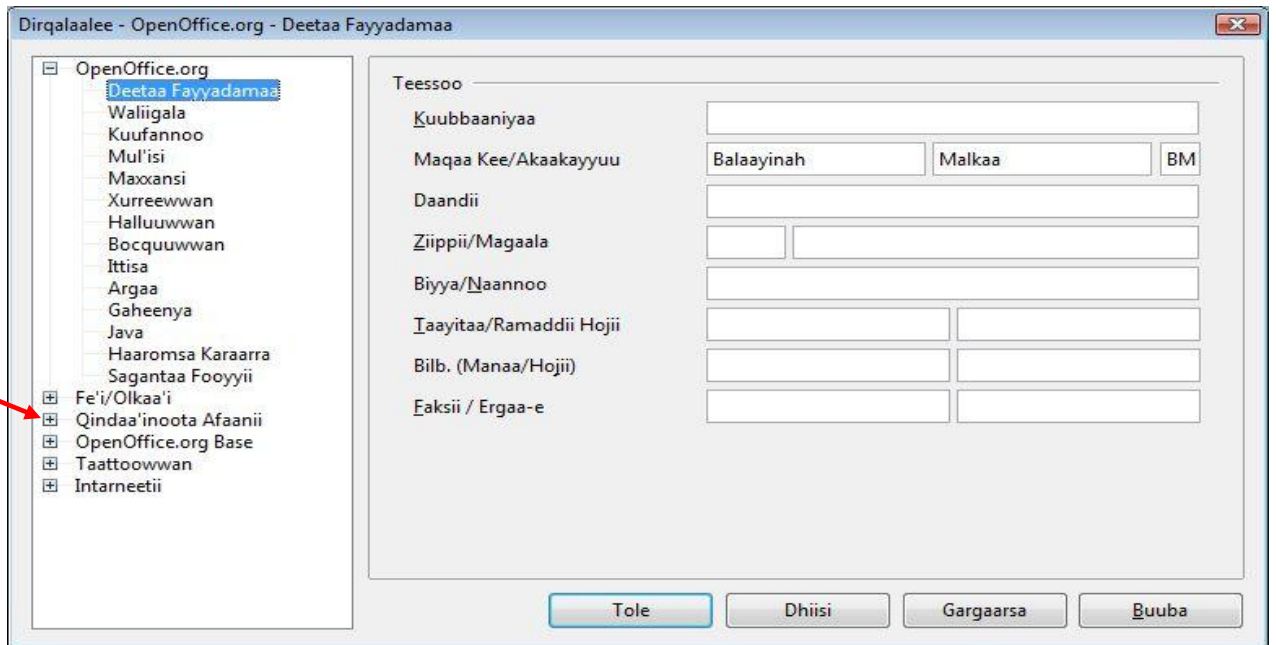 Dirqalaalee - OpenOffice.org - Deetaa Fayyadamaa
OpenOffice.org
Deetaa Fayyadamaa
Waliigala
Kuufannoo
Mul'isi
Maxxansi
Xurreewwan
Halluuwwan
Bocquuwwan
Ittisa
Argaa
Gaheenya
Java
Haaromsa Karaarra
Sagantaa Fooyyii
Fe'i/Olkaa'i
Qindaa'inoota Afaanii
OpenOffice.org Base
Taattoowwan
Intarneetii
Teessoo
Kuubbaaniyaa
Maqaa Kee/Akaakayyuu Balaayinah Malkaa BM
Daandii
Ziippii/Magaala
Biyya/Naannoo
Taayitaa/Ramaddii Hojii
Bilb. (Manaa/Hojii)
Faksii / Ergaa-e
Tole Dhiisi Gargaarsa Buuba